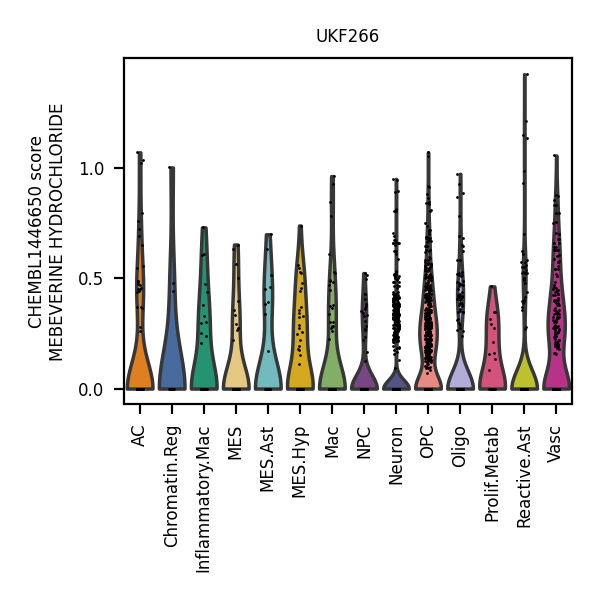 UKF266
CHEMBL1446650 score
MEBEVERINE HYDROCHLORIDE
1.0
0.5
0.0
AC
Chromatin.Reg
Inflammatory.Mac
MES
MES.Ast
MES.Hyp
Mac
NPC
Neuron
OPC
Oligo
Prolif.Metab
Reactive.Ast
Vasc